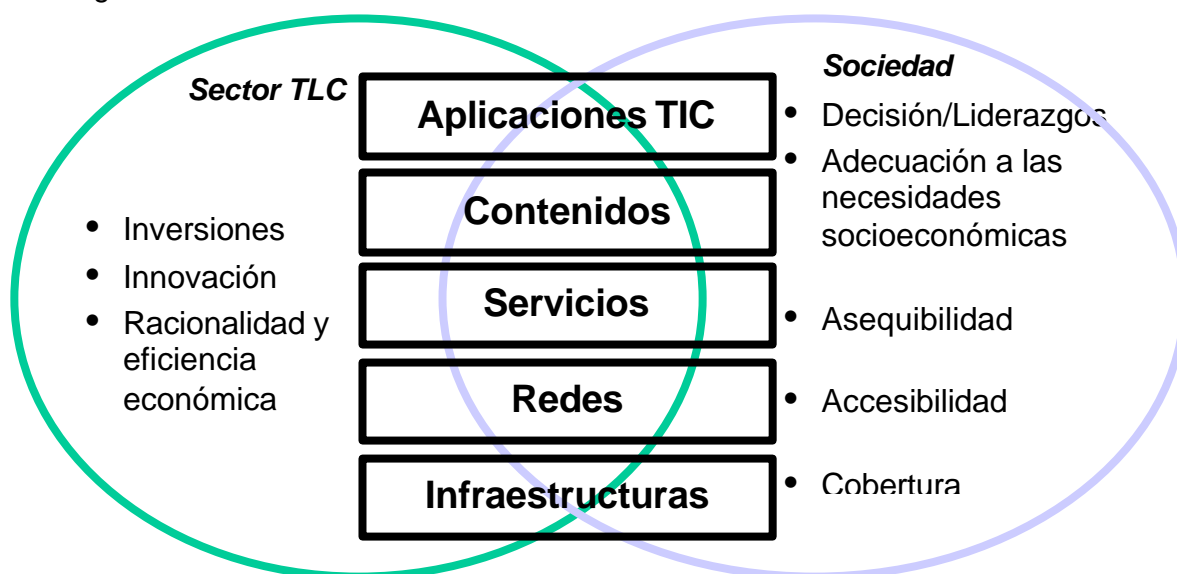 Sector TLC
• Inversiones
• Innovación
• Racionalidad y
eficiencia
económica
Aplicaciones TIC
Contenidos
Servicios
Redes
Infraestructuras
Sociedad
• Decisión/Liderazgos
• Adecuación a las
necesidades
socioeconómicas
• Asequibilidad
• Accesibilidad
• Cobertura